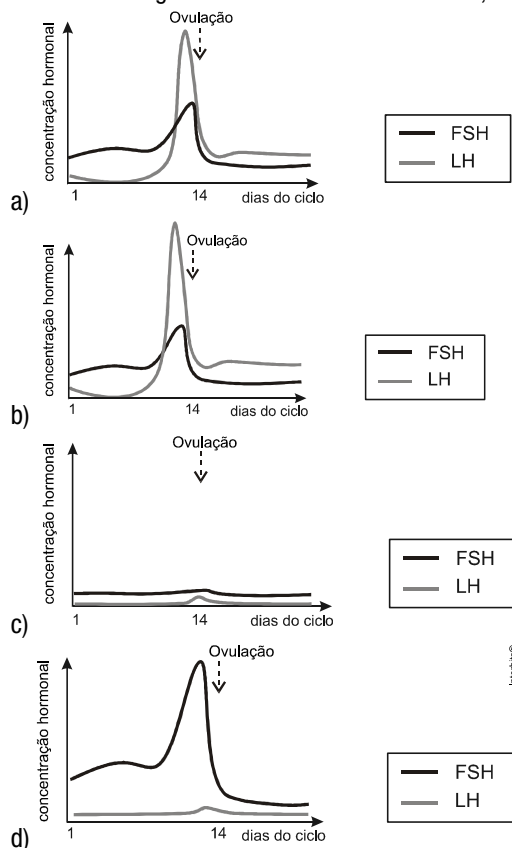 Ovulação
concentração hormonal
FSH
LH
1
14
dias do ciclo
a)
Ovulação
concentração hormonal
FSH
LH
1
14
dias do ciclo
b)
Ovulação
concentração hormonal
FSH
LH
1
14
dias do ciclo
c)
Ovulação
concentração hormonal
FSH
LH
1
14
dias do ciclo
d)